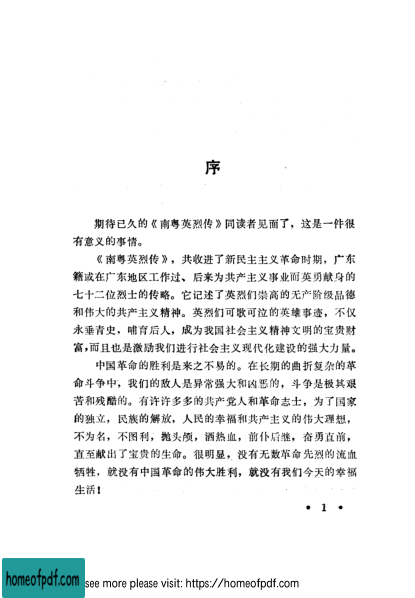 序
期待已久的《南粤英烈传》同读者见面了，这是一件很
有意义的事情。
《南粤英烈传》，共收进了新民主主义革命时期，广东
籍或在广东地区工作过、后来为共产主义事业而英勇献身的
七十二位烈士的传略。它记述了英烈们崇高的无产阶级品德
和伟大的共产主义精神。英烈们可歌可泣的英雄事迹，不仅
永垂青史，哺育后人，成为我国社会主义精神文明的宝贵财
富，而且也是激励我们进行社会主义现代化建设的强大力量。
中国革命的胜利是来之不易的。在长期的曲折复杂的革
命斗争中，我们的敌人是异常强大和凶恶的，斗争是极其艰
苦和残酷的。有许许多多的共产党人和革命志士，为了国家
的独立，民族的解放，人民的幸福和共产主义的伟大理想，
不为名，不图利，抛头颅，洒热血，前仆后继，奋勇直前，
直至献出了宝贵的生命。很明显，没有无数革命先烈的流血
牺牲，就没有中国革命的伟大胜利，就没有我们今天的幸福
生活！
• 1 •
homeofpdf.com
see more please visit: https://homeofpdf.com